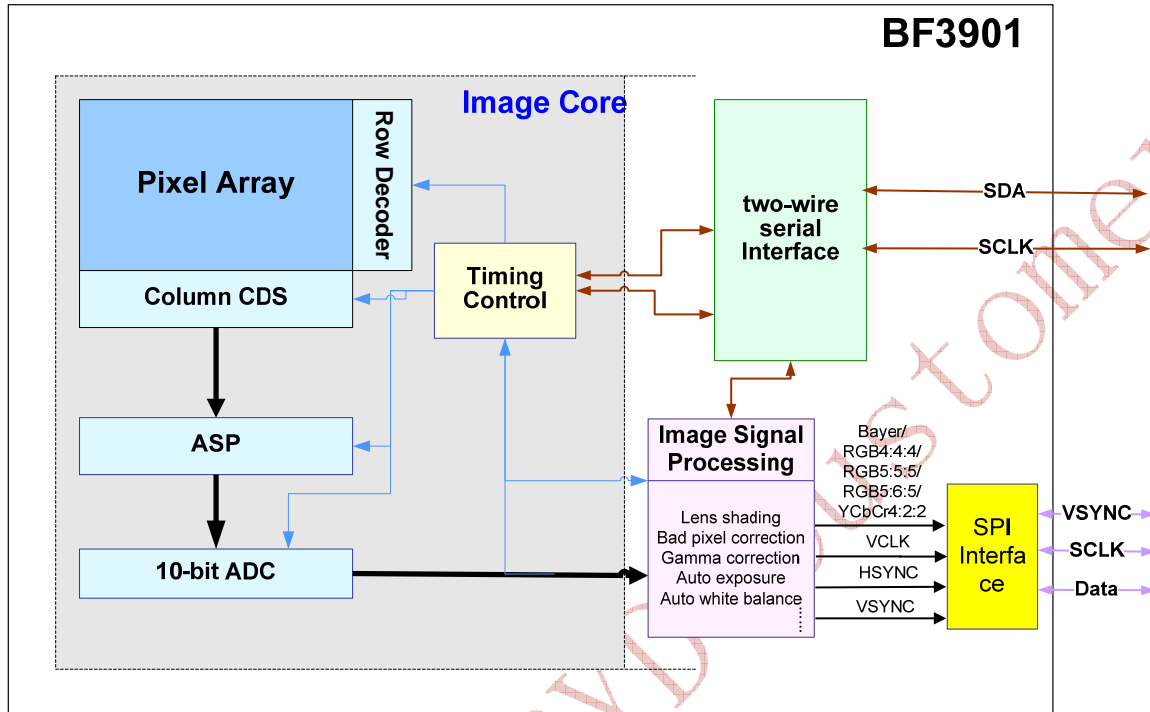 BF3901
Image Core
Pixel Array
Row Decoder
Column CDS
Timing
Control
ASP
10-bit ADC
two-wire
serial
Interface
SDA
SCLK
Image Signal
Processing
Lens shading
Bad pixel correction
Gamma correction
Auto exposure
Auto white balance
......
Bayer/
RGB4:4:4/
RGB5:5:5/
RGB5:6:5/
YCbCr4:2:2
VCLK
HSYNC
VSYNC
SPI
Interfa
ce
VSYNC
SCLK
Data